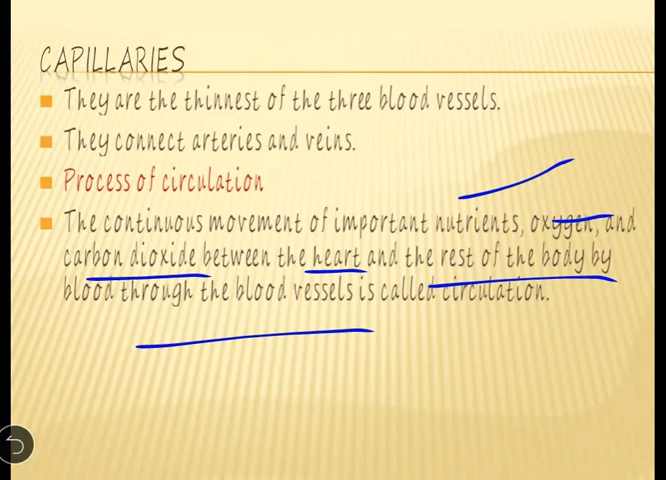 CAPILLARIES
They are the thinnest of the three blood vessels.
They connect arteries and veins.
Process of circulation
The continuous movement of important nutrients, oxygen, and
carbon dioxide between the heart and the rest of the body by
blood through the blood vessels is called circulation.